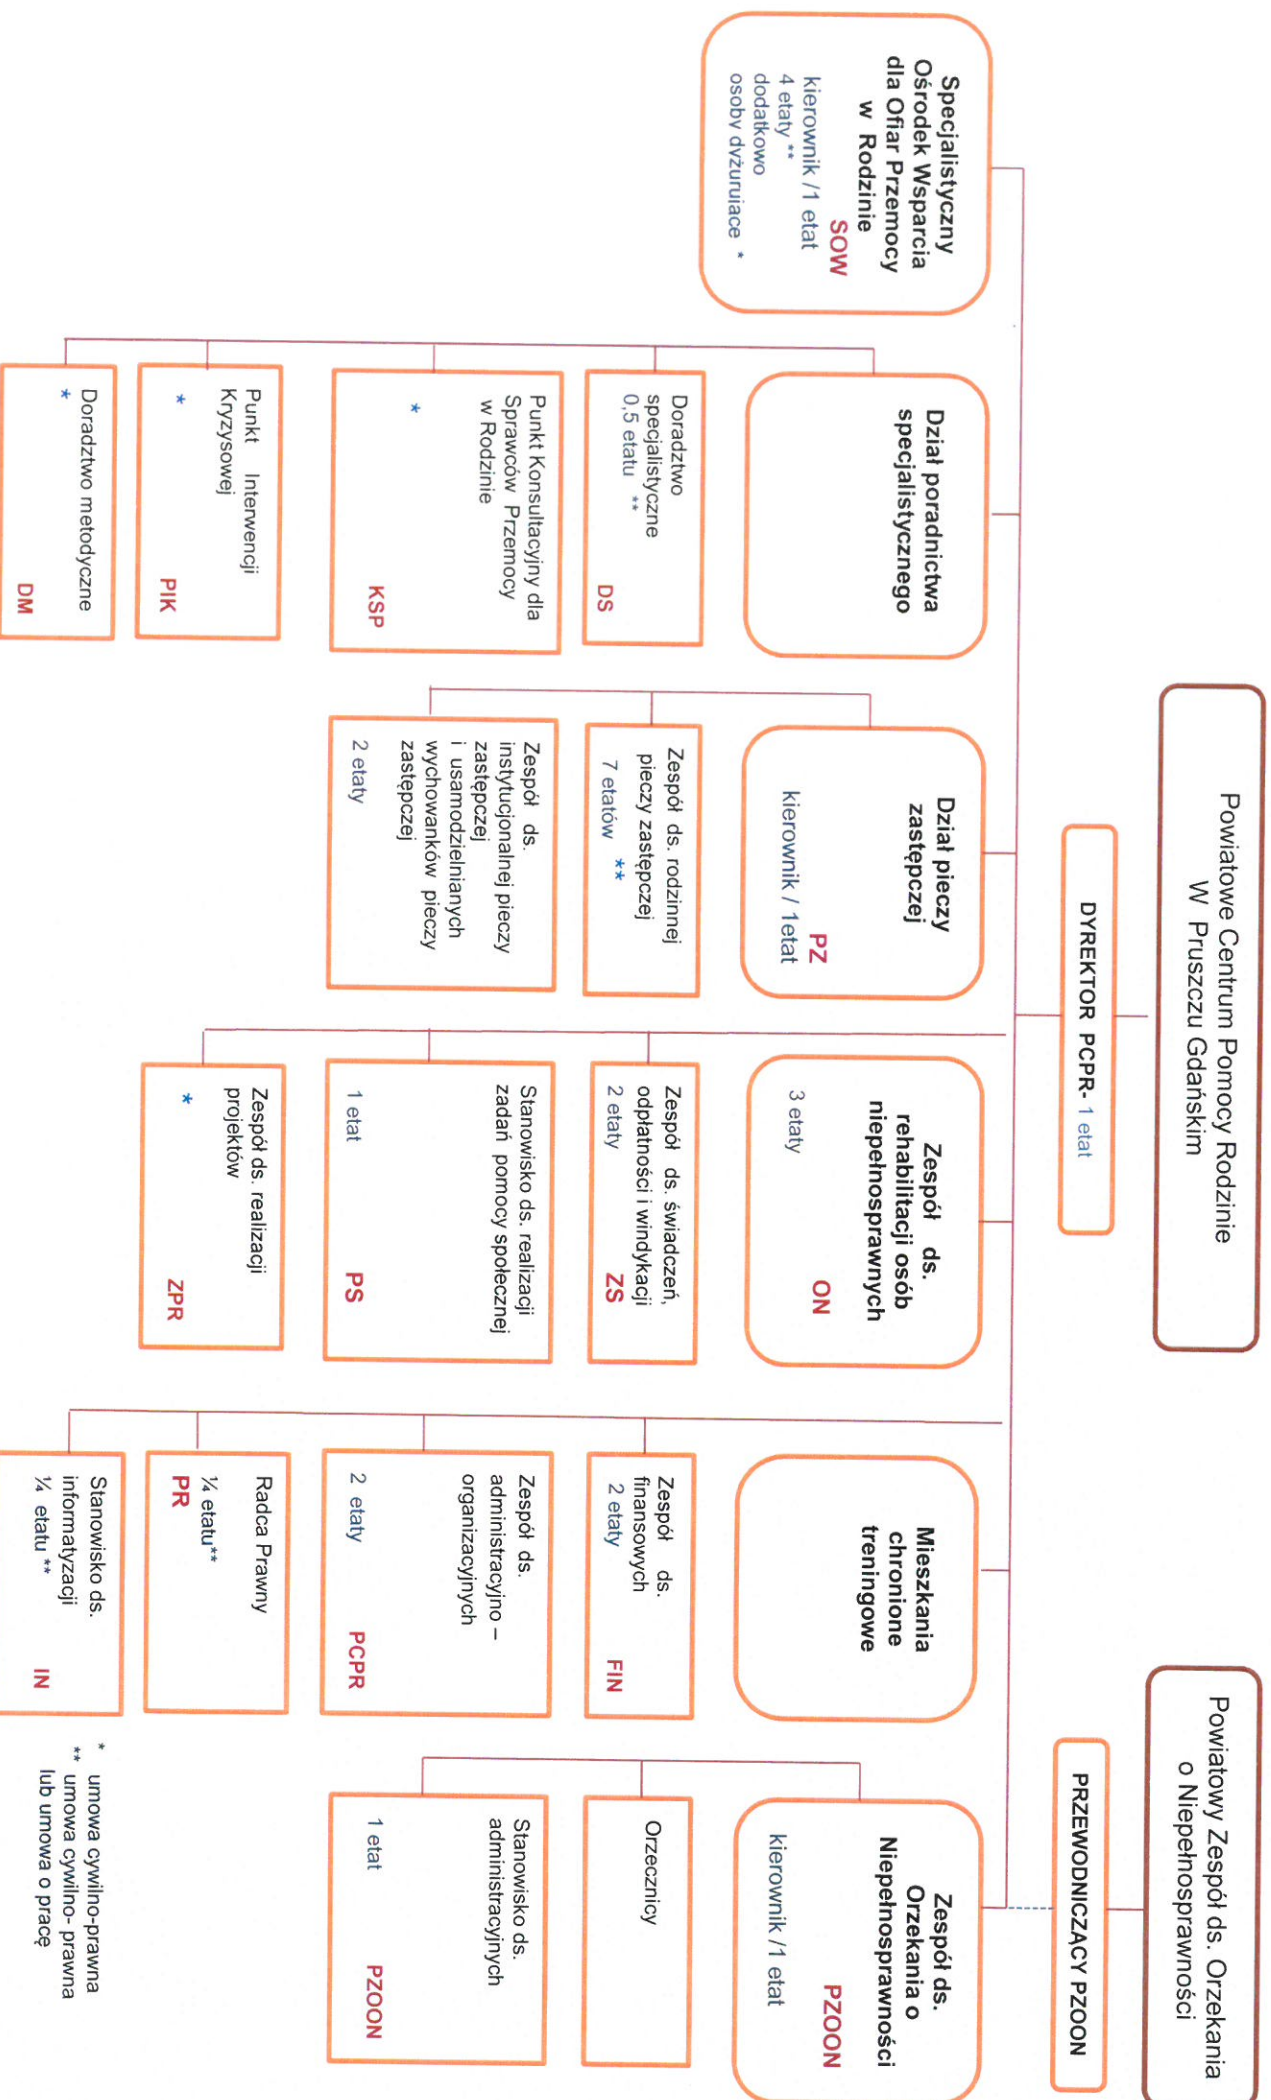 Powiatowe Centrum Pomocy Rodzinie
W Pruszczu Gdańskim
Powiatowy Zespół ds. Orzekania
o Niepełnosprawności
DYREKTOR PCPR- 1 etat
PRZEWODNICZĄCY PZOON
Specjalistyczny
Ośrodek Wsparcia
dla Ofiar Przemocy
w Rodzinie
SOW
kierownik /1 etat
4 etaty **
dodatkowo
osoby dyżuruiace *
Dział poradnictwa
specjalistycznego
Doradztwo
specjalistyczne
0,5 etatu **
DS
Punkt Konsultacyjny dla
Sprawców Przemocy
w Rodzinie
*
KSP
Punkt Interwencji
Kryzysowej
*
PIK
Doradztwo metodyczne
*
DM
Dział pieczy
zastępczej
PZ
kierownik / 1etat
Zespół ds. rodzinnej
pieczy zastępczej
7 etatów **
Zespół ds.
instytucjonalnej pieczy
zastępczej
i usamodzielnianych
wychowanków pieczy
zastępczej
2 etaty
Zespół ds.
rehabilitacji osób
niepełnosprawnych
ON
3 etaty
Zespół ds. świadczeń,
odpłatności i windykacji
2 etaty ZS
Stanowisko ds. realizacji
zadań pomocy społecznej
1 etat PS
Zespół ds. realizacji
projektów
*
ZPR
Mieszkania
chronione
treningowe
Zespół ds.
finansowych
2 etaty FIN
Zespół ds.
administracyjno –
organizacyjnych
2 etaty PCPR
Radca Prawny
¼ etatu**
PR
Stanowisko ds.
informatyzacji
¼ etatu ** IN
Zespół ds.
Orzekania o
Niepełnosprawności
PZOON
kierownik /1 etat
Orzecznicy
Stanowisko ds.
administracyjnych
1 etat PZOON
* umowa cywilno-prawna
** umowa cywilno- prawna
lub umowa o pracę